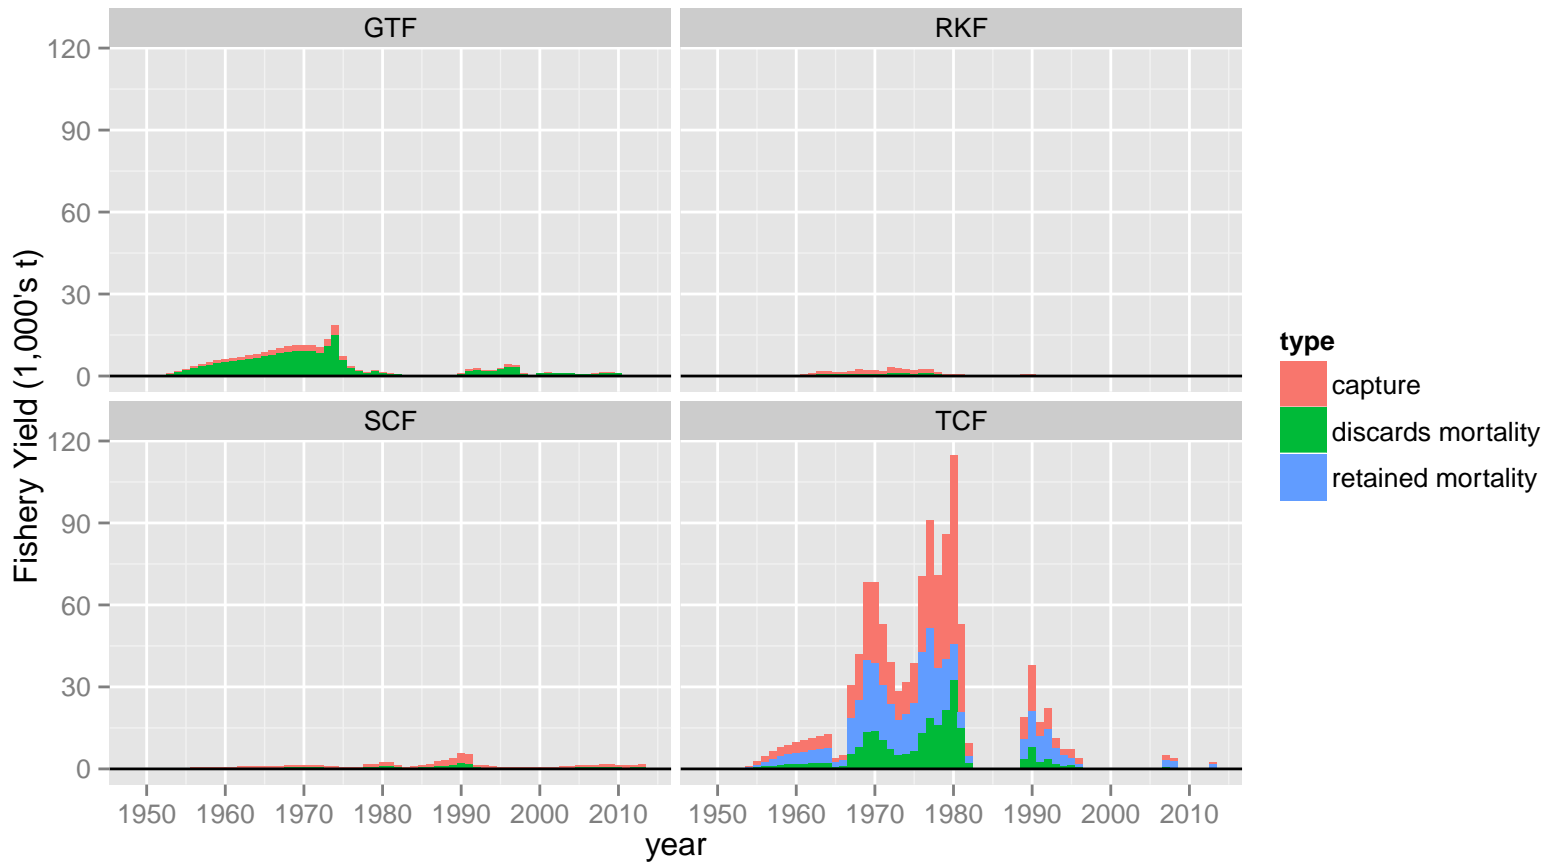 GTF
RKF
120
90
60
30
0
SCF
TCF
120
90
60
30
0
1950 1960 1970 1980 1990 2000 2010
1950 1960 1970 1980 1990 2000 2010
year
Fishery Yield (1,000's t)
type
capture
discards mortality
retained mortality